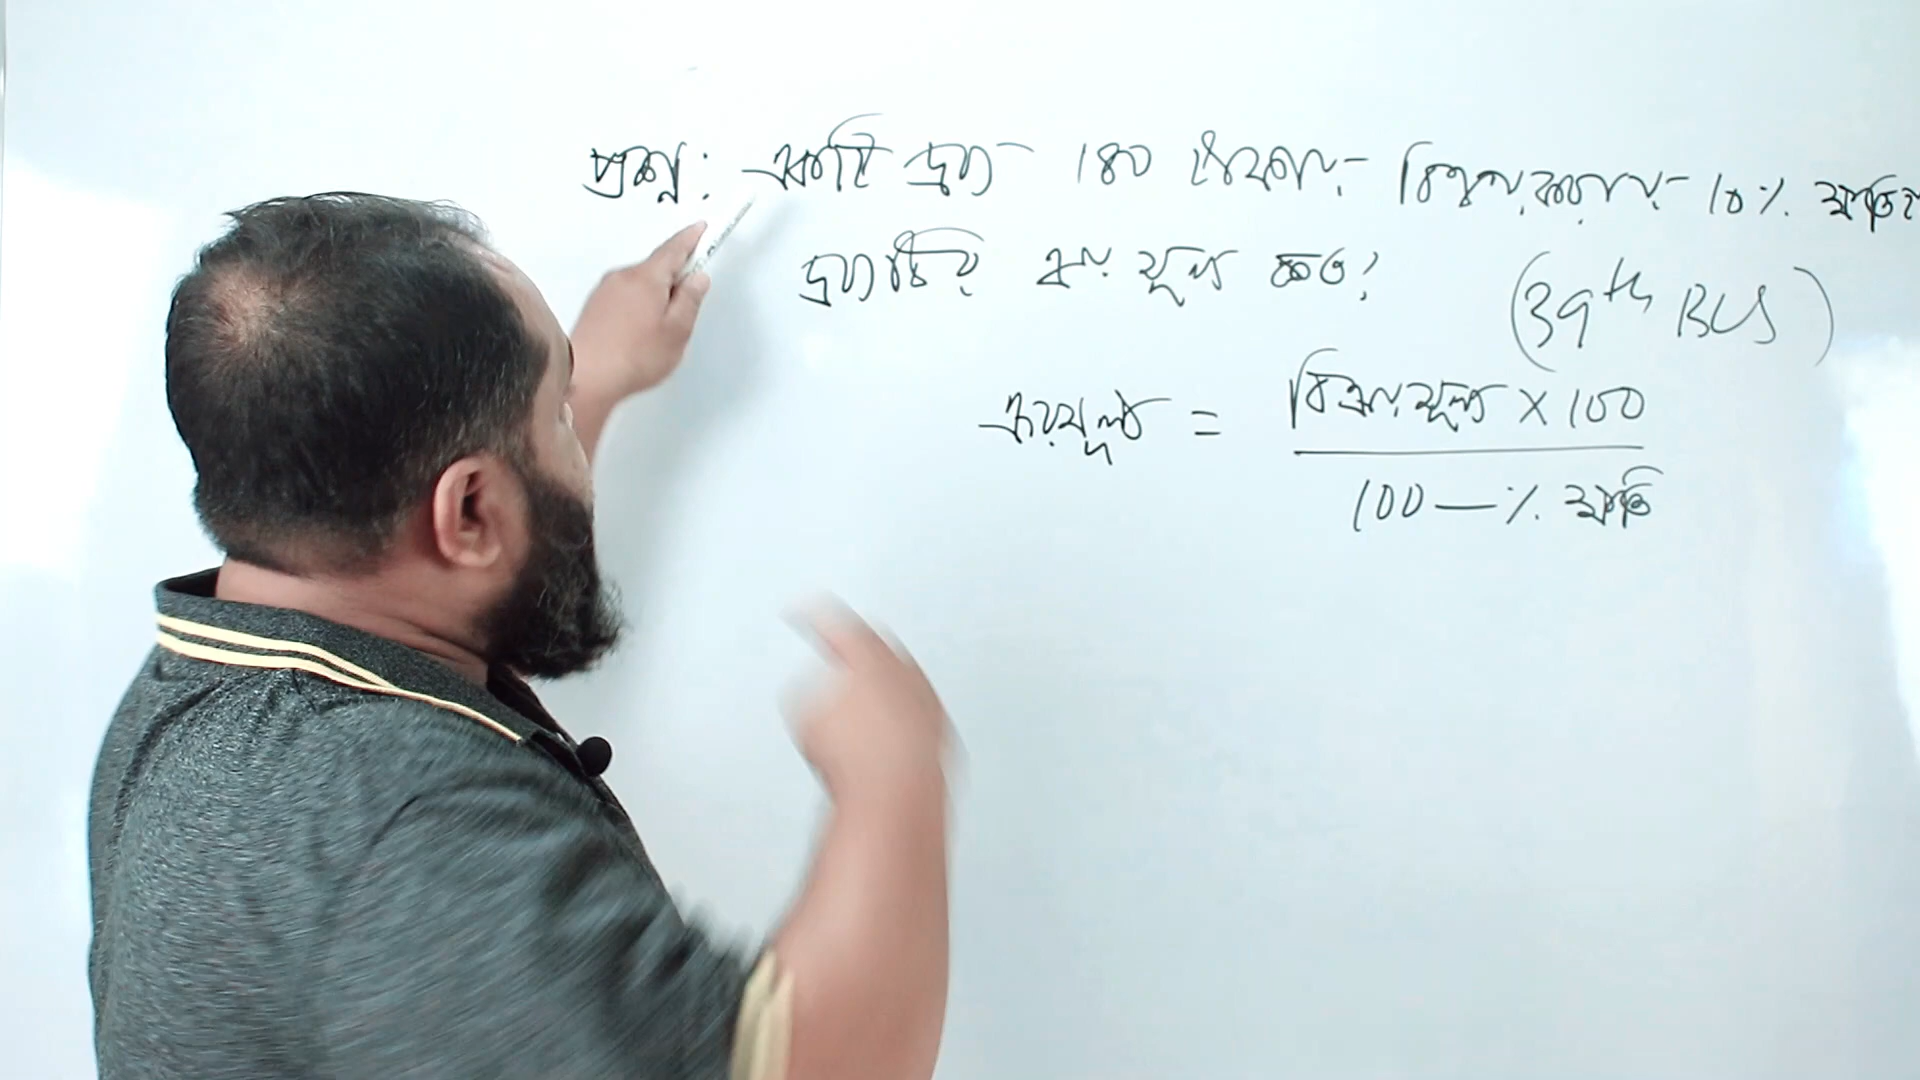 প্রশ্ন: একটি দ্রব্য 180 টাকায় বিক্রয় করায় 10% ক্ষতি
দ্রব্যটির ক্রয় মূল্য কত?
(39th BCS)
ক্রয়মূল্য = বিক্রয়মূল্য × 100
100 — % ক্ষতি